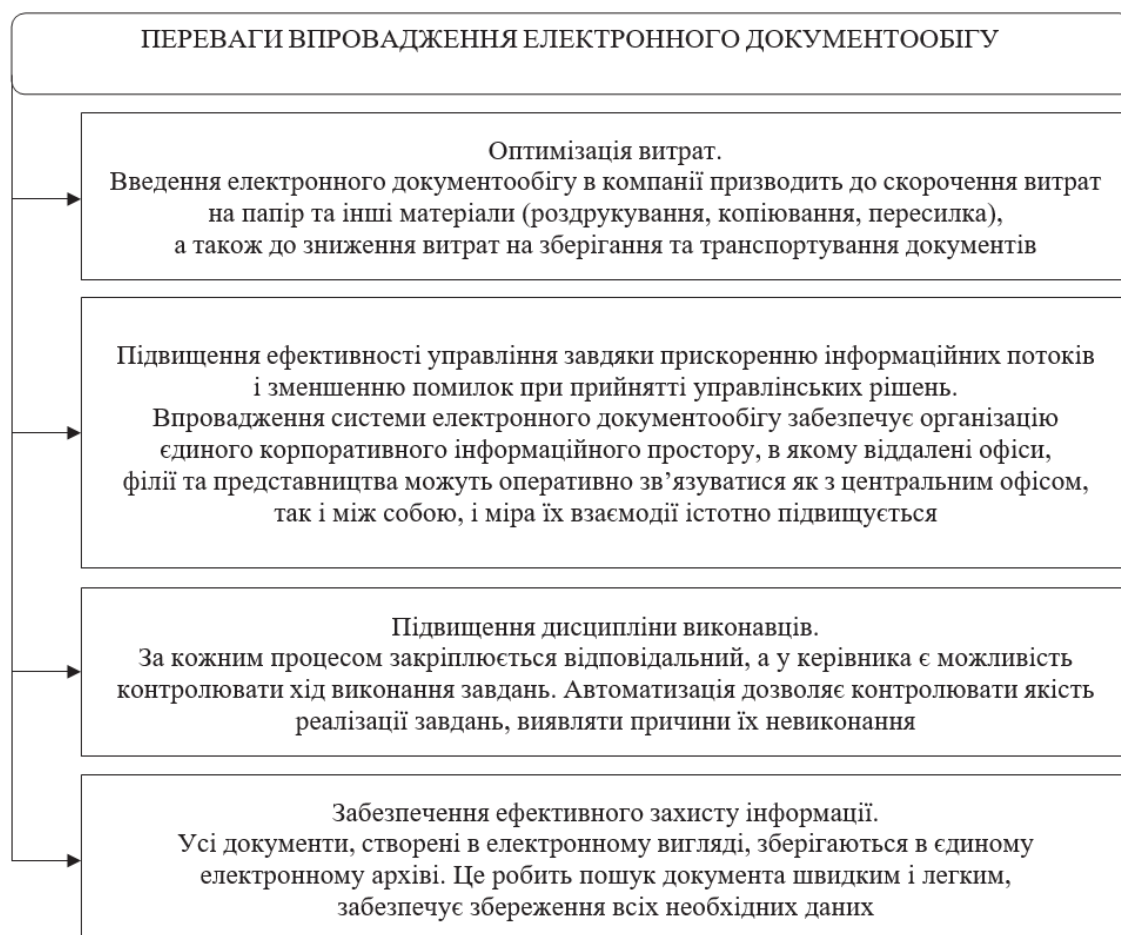 ПЕРЕВАГИ ВПРОВАДЖЕННЯ ЕЛЕКТРОННОГО ДОКУМЕНТООБІГУ
Оптимізація витрат.
Введення електронного документообігу в компанії призводить до скорочення витрат
на папір та інші матеріали (роздрукування, копіювання, пересилка),
а також до зниження витрат на зберігання та транспортування документів
Підвищення ефективності управління завдяки прискоренню інформаційних потоків
і зменшенню помилок при прийнятті управлінських рішень.
Впровадження системи електронного документообігу забезпечує організацію
єдиного корпоративного інформаційного простору, в якому віддалені офіси,
філії та представництва можуть оперативно зв’язуватися як з центральним офісом,
так і між собою, і міра їх взаємодії істотно підвищується
Підвищення дисципліни виконавців.
За кожним процесом закріплюється відповідальний, а у керівника є можливість
контролювати хід виконання завдань. Автоматизація дозволяє контролювати якість
реалізації завдань, виявляти причини їх невиконання
Забезпечення ефективного захисту інформації.
Усі документи, створені в електронному вигляді, зберігаються в єдиному
електронному архіві. Це робить пошук документа швидким і легким,
забезпечує збереження всіх необхідних даних